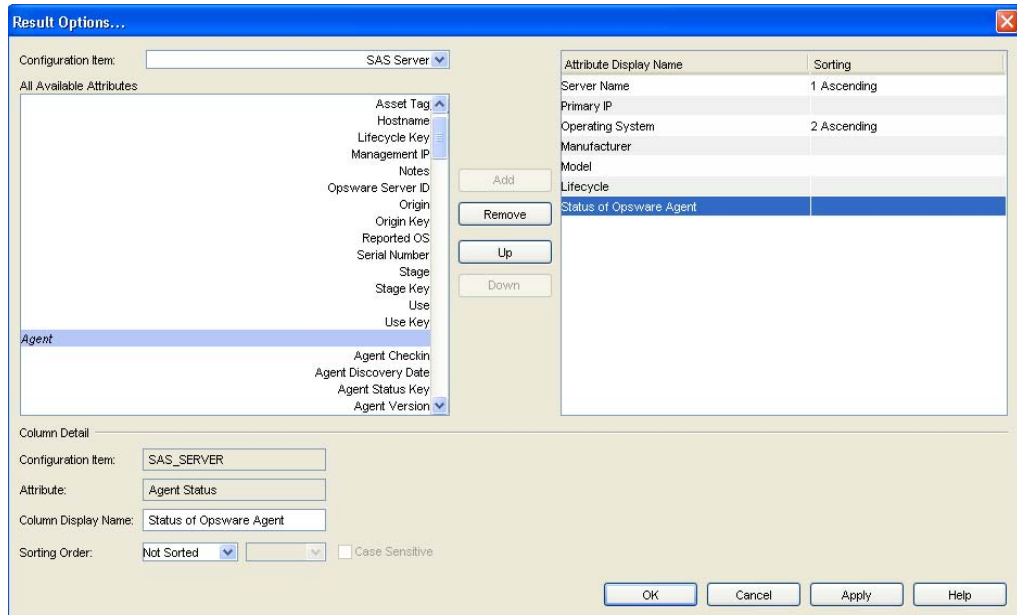 Result Options...
Configuration Item:
SAS Server
All Available Attributes
Asset Tag
Hostname
Lifecycle Key
Management IP
Notes
Opsware Server ID
Origin
Origin Key
Reported OS
Serial Number
Stage
Stage Key
Use
Use Key
Agent
Agent Checkin
Agent Discovery Date
Agent Status Key
Agent Version
Add
Remove
Up
Down
Attribute Display Name Sorting
Server Name 1 Ascending
Primary IP
Operating System 2 Ascending
Manufacturer
Model
Lifecycle
Status of Opsware Agent
Column Detail
Configuration Item: SAS_SERVER
Attribute: Agent Status
Column Display Name: Status of Opsware Agent
Sorting Order: Not Sorted Case Sensitive
OK Cancel Apply Help